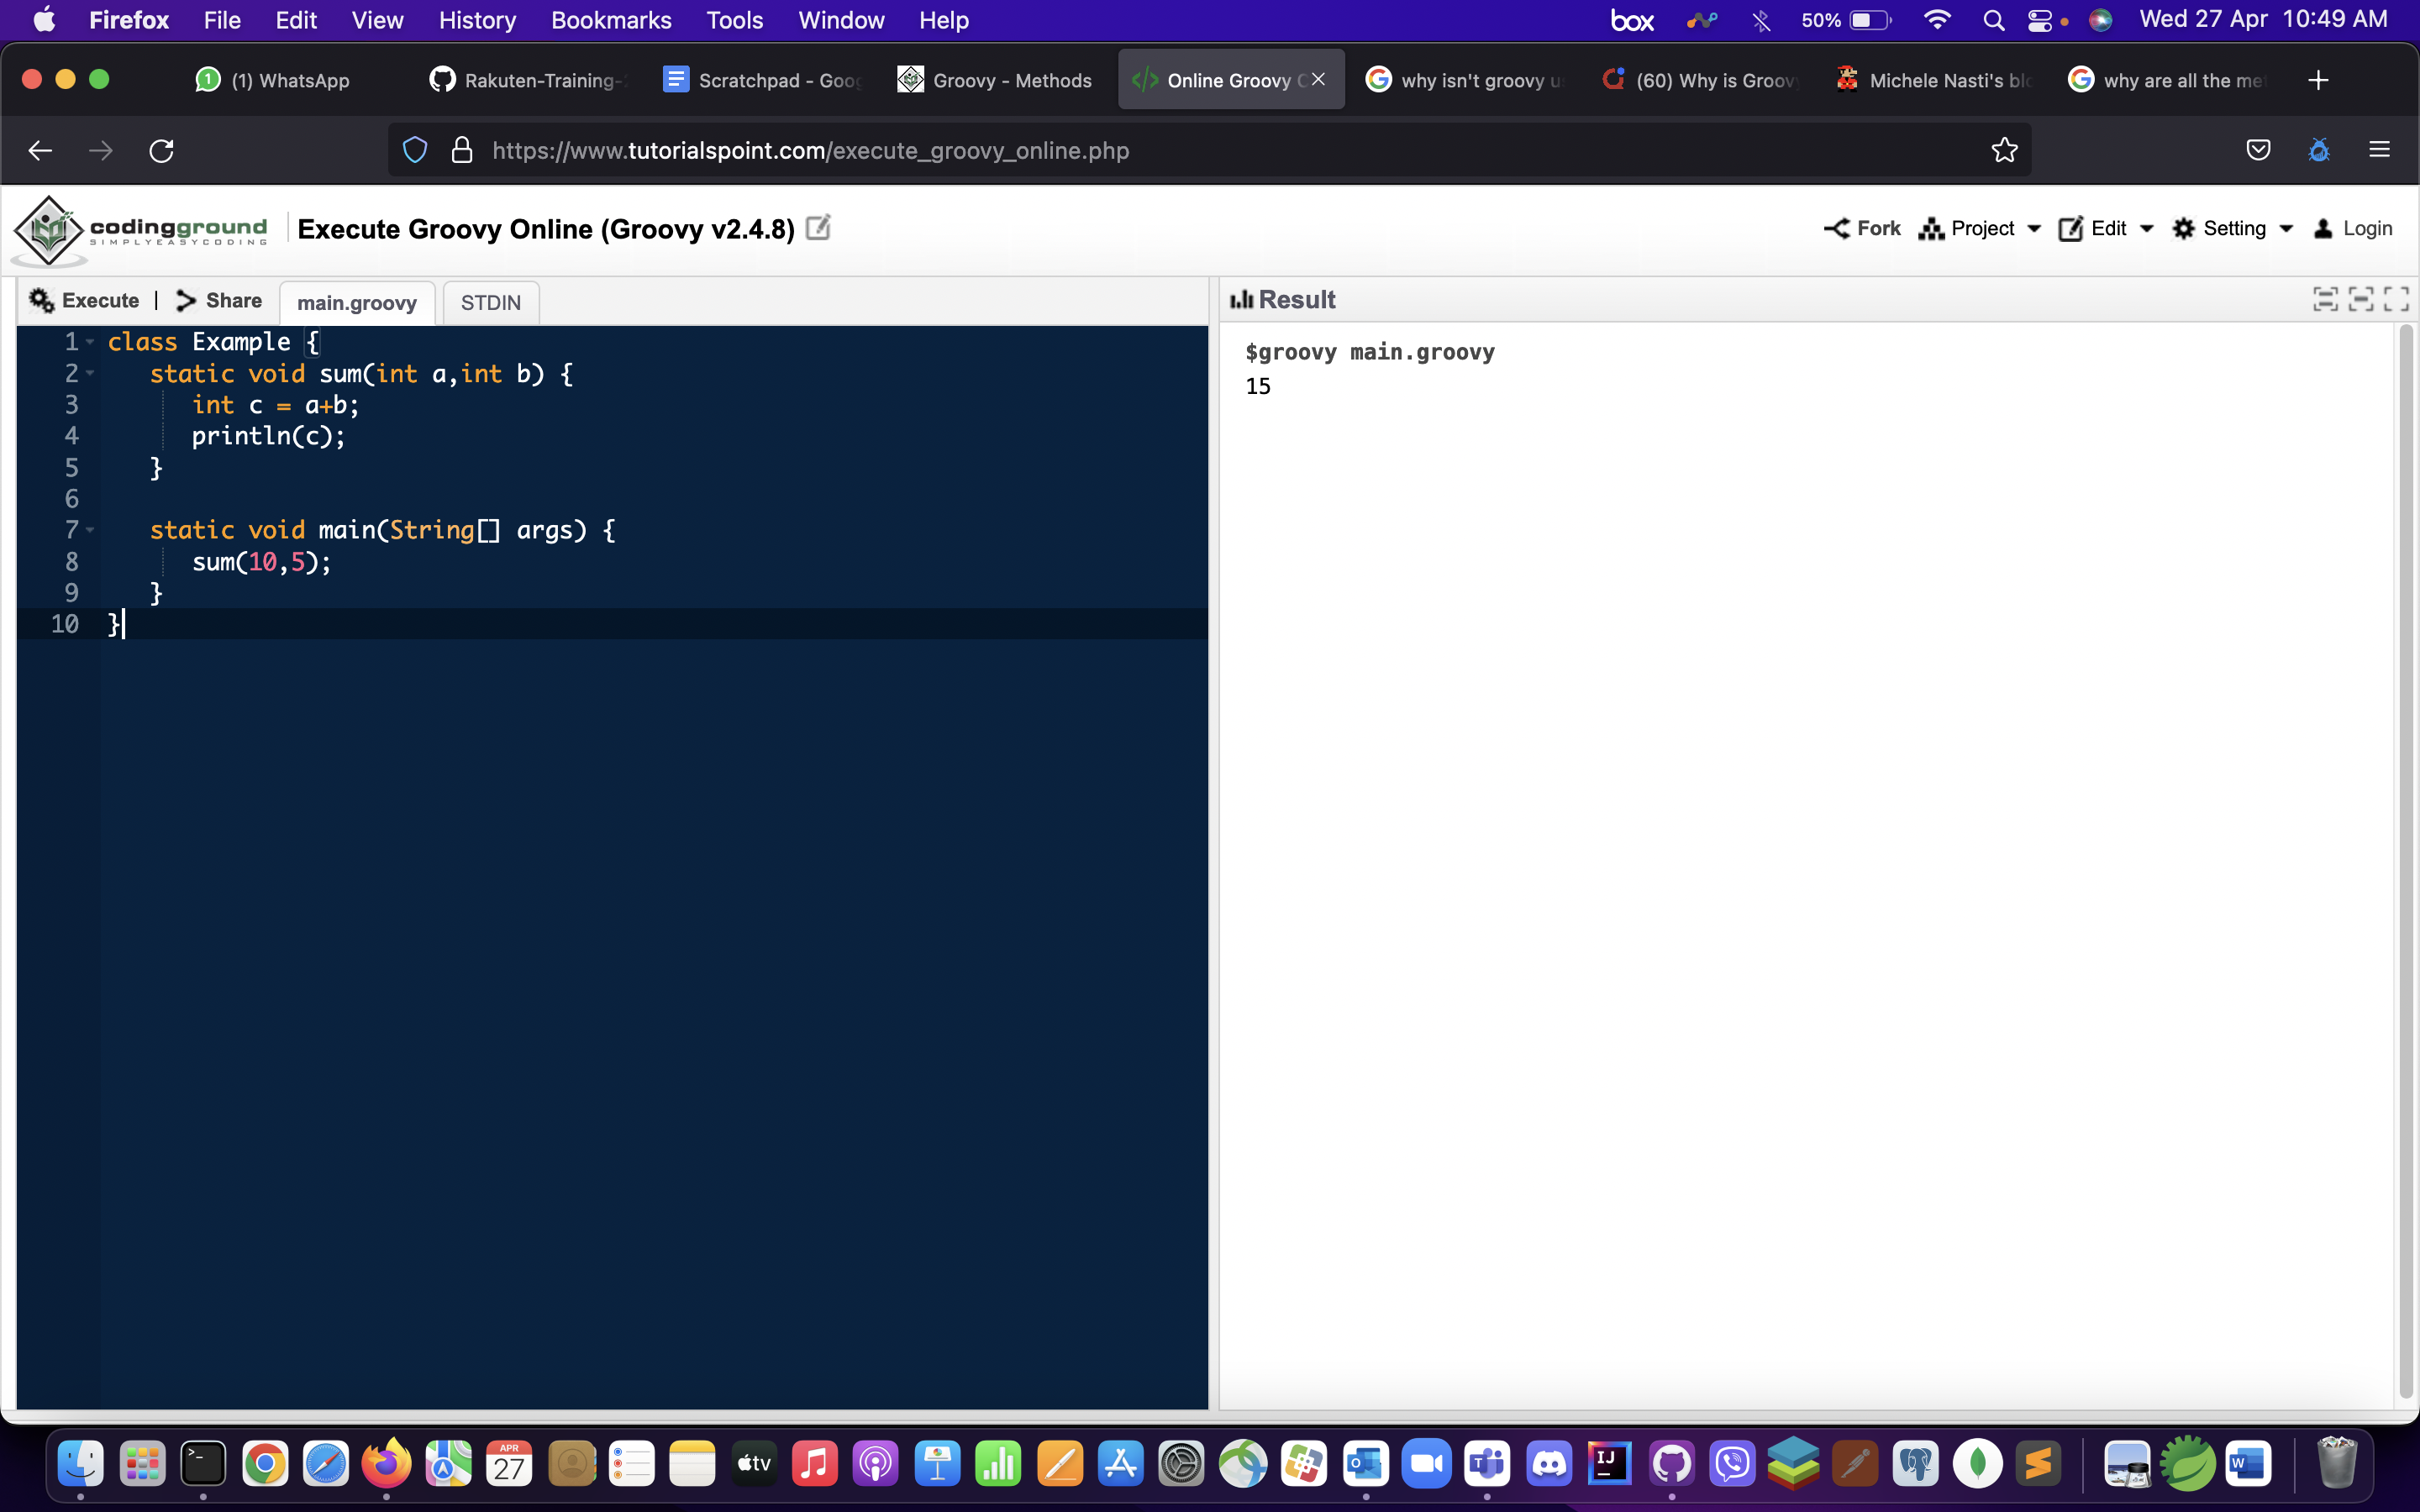 Firefox File Edit View History Bookmarks Tools Window Help box 50% Wed 27 Apr 10:49 AM
1 (1) WhatsApp Rakuten-Training- Scratchpad - Goo Groovy - Methods Online Groovy C why isn't groovy u (60) Why is Groov Michele Nasti's blo why are all the me
https://www.tutorialspoint.com/execute_groovy_online.php
codingground
SIMPLYEASYCODING
Execute Groovy Online (Groovy v2.4.8) Fork Project Edit Setting Login
Execute | Share main.groovy STDIN Result
1 class Example {
2 static void sum(int a,int b) {
3 int c = a+b;
4 println(c);
5 }
6
7 static void main(String[] args) {
8 sum(10,5);
9 }
10 }
$groovy main.groovy
15
APR
27
tv
IJ
W